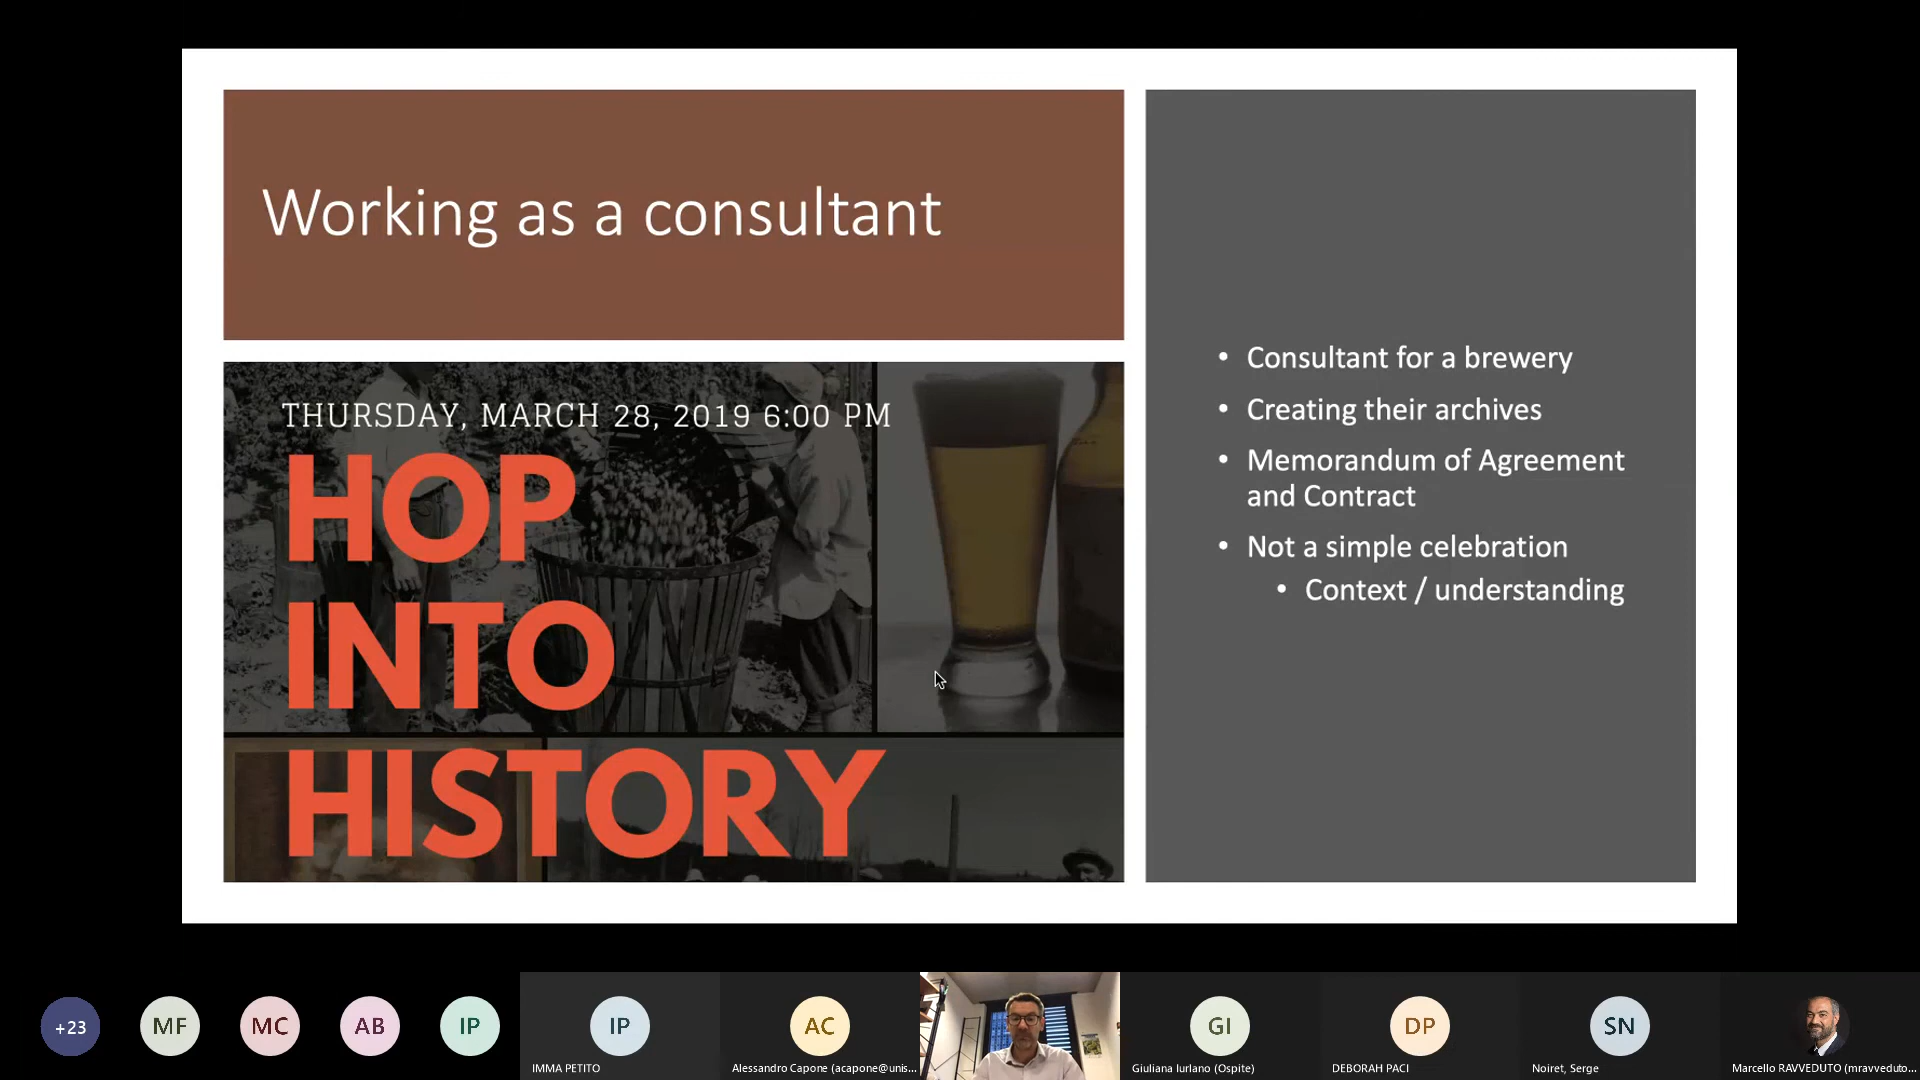 Working as a consultant
THURSDAY, MARCH 28, 2019 6:00 PM
HOP
INTO
HISTORY
• Consultant for a brewery
• Creating their archives
• Memorandum of Agreement
and Contract
• Not a simple celebration
• Context / understanding
+23
MF
MC
AB
IP
IP
IMMA PETITO
AC
Alessandro Capone (acapone@unis...
GI
Giuliana Iurlano (Ospite)
DP
DEBORAH PACI
SN
Noiret, Serge
Marcello RAVVEDUTO (mravveduto...